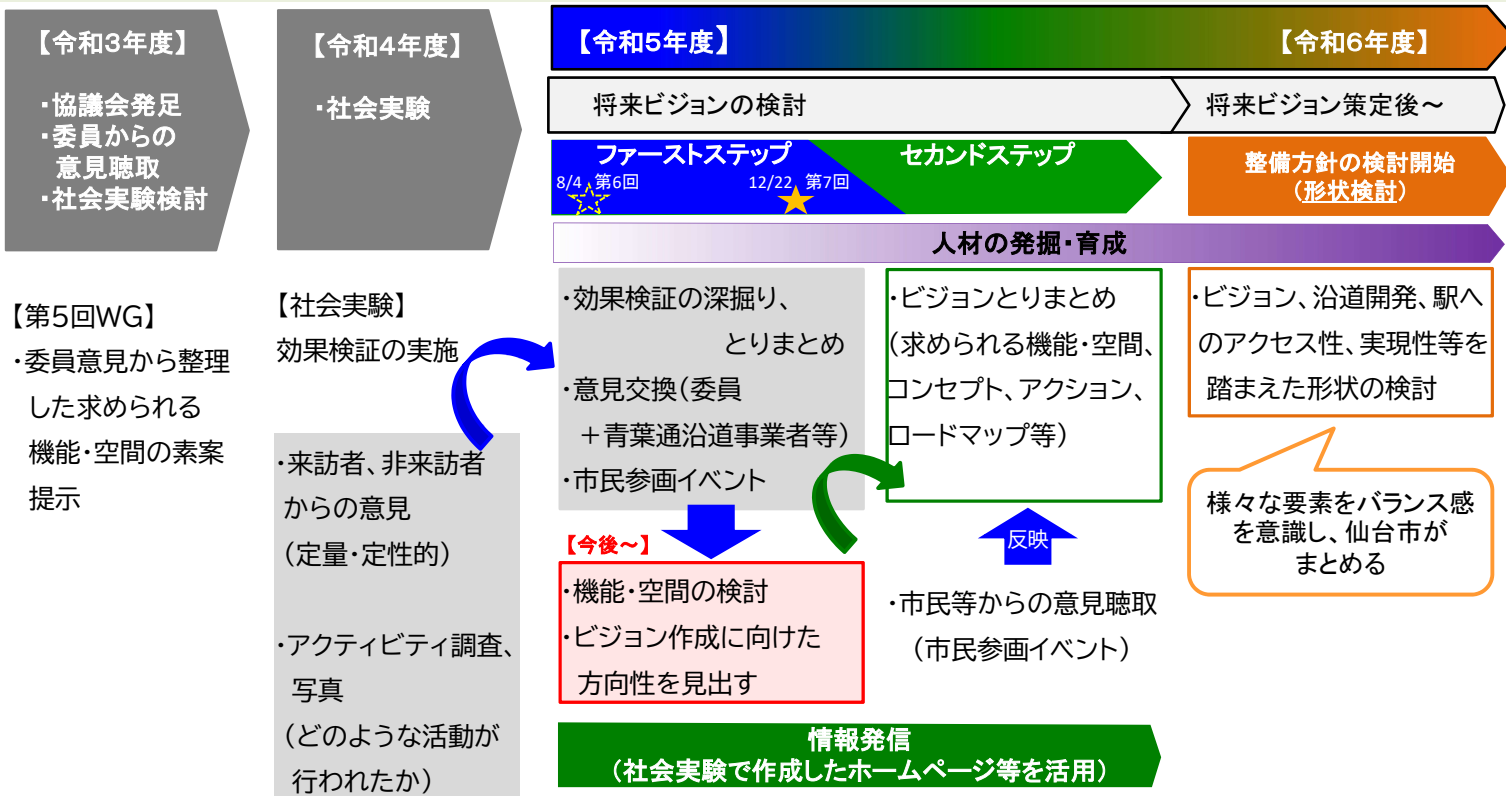 【令和3年度】
・協議会発足
・委員からの
意見聴取
・社会実験検討
【令和4年度】
・社会実験
【令和5年度】
【令和6年度】
将来ビジョンの検討
将来ビジョン策定後~
ファーストステップ
セカンドステップ
8/4 第6回
12/22 第7回
整備方針の検討開始
(形状検討)
人材の発掘・育成
【第5回WG】
・委員意見から整理
した求められる
機能・空間の素案
提示
【社会実験】
効果検証の実施
・来訪者、非来訪者
からの意見
(定量・定性的)
・アクティビティ調査、
写真
(どのような活動が
行われたか)
・効果検証の深掘り、
とりまとめ
・意見交換(委員
+青葉通沿道事業者等)
・市民参画イベント
【今後~】
・機能・空間の検討
・ビジョン作成に向けた
方向性を見出す
・ビジョンとりまとめ
(求められる機能・空間、
コンセプト、アクション、
ロードマップ等)
反映
・市民等からの意見聴取
(市民参画イベント)
・ビジョン、沿道開発、駅へ
のアクセス性、実現性等を
踏まえた形状の検討
様々な要素をバランス感
を意識し、仙台市が
まとめる
情報発信
(社会実験で作成したホームページ等を活用)